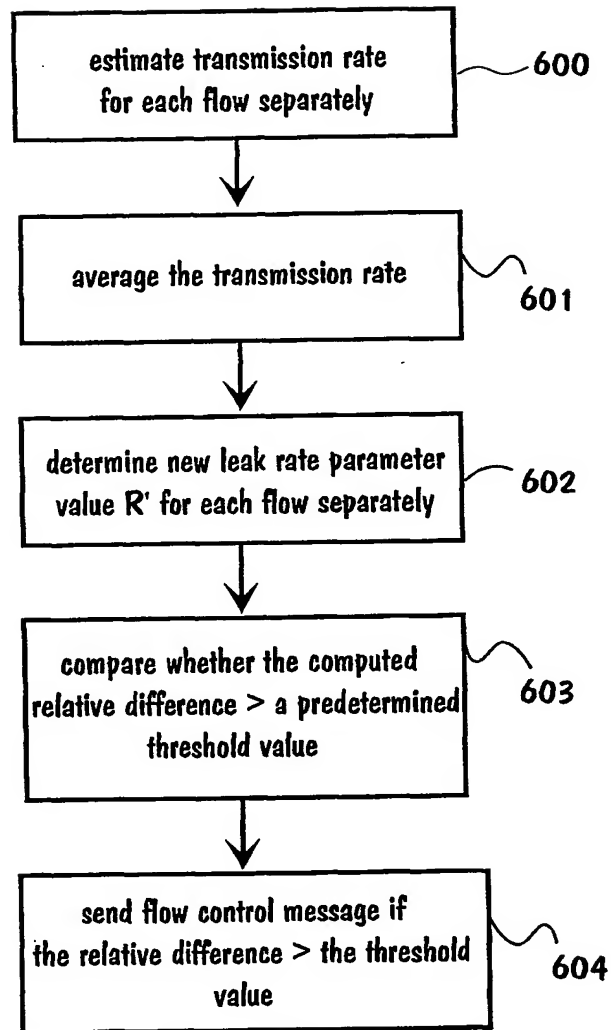 estimate transmission rate
for each flow separately
600
average the transmission rate
601
determine new leak rate parameter
value R' for each flow separately
602
compare whether the computed
relative difference > a predetermined
threshold value
603
send flow control message if
the relative difference > the threshold
value
604